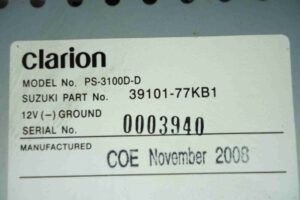 clarion
MODEL No. PS-3100D-D
SUZUKI PART No. 39101-77KB1
12V (-) GROUND
SERIAL No. 0003940
MANUFACTURED COE November 2008